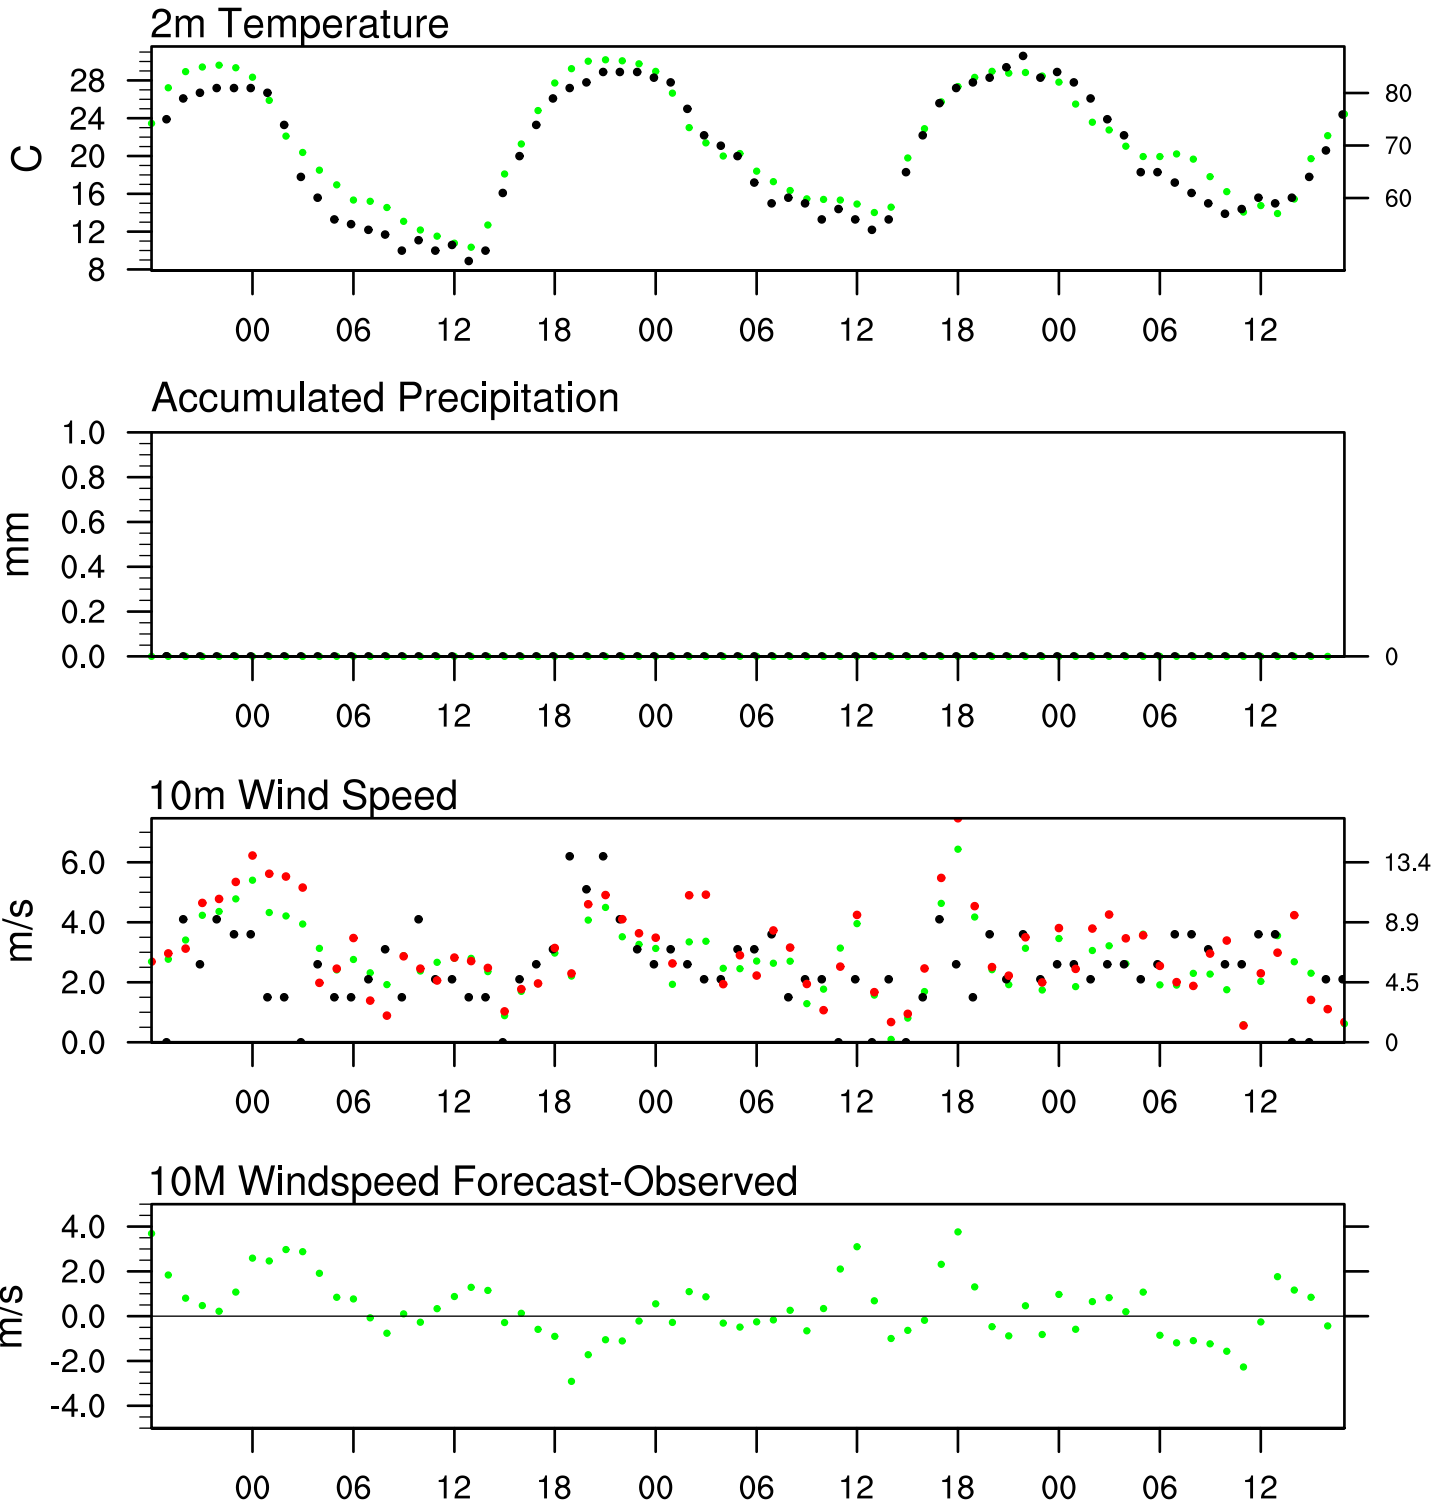 2m Temperature
C
28
24
20
16
12
8
80
70
60
00 06 12 18 00 06 12 18 00 06 12
Accumulated Precipitation
mm
1.0
0.8
0.6
0.4
0.2
0.0
0
00 06 12 18 00 06 12 18 00 06 12
10m Wind Speed
m/s
6.0
4.0
2.0
0.0
13.4
8.9
4.5
0
00 06 12 18 00 06 12 18 00 06 12
10M Windspeed Forecast-Observed
m/s
4.0
2.0
0.0
-2.0
-4.0
00 06 12 18 00 06 12 18 00 06 12